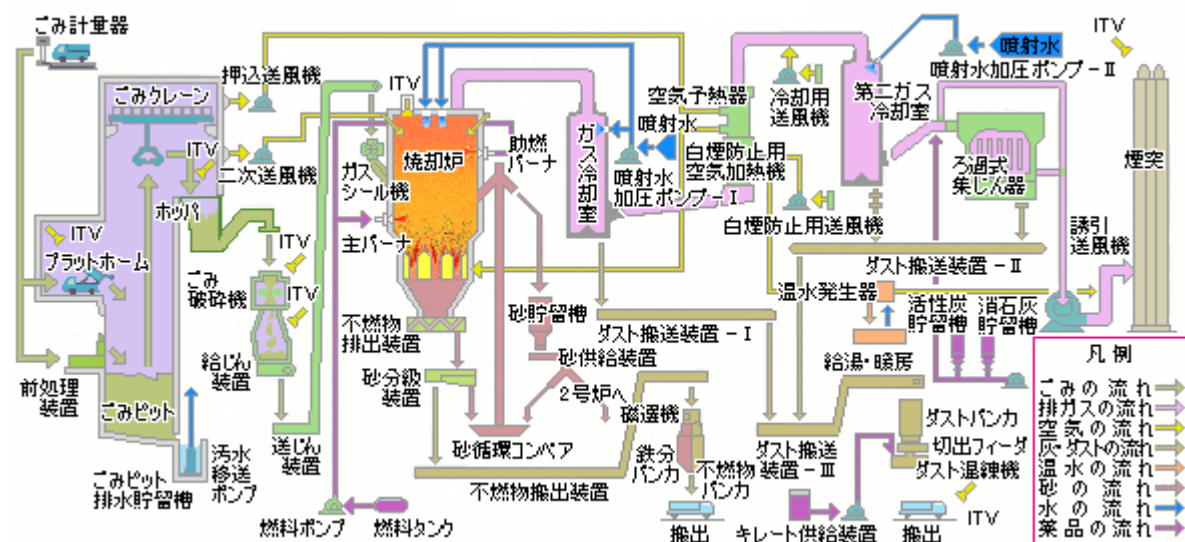 ごみ計量器
ITV
押込送風機
ごみクレーン
ITV
二次送風機
ホッパ
ITV
プラットホーム
ITV
ごみ
破砕機
ITV
給じん
装置
前処理
装置
ごみピット
送じん
装置
ごみピット
排水貯留槽
汚水
移送
ポンプ
ITV
ガス
シール機
焼却炉
助燃
バーナ
主バーナ
不燃物
排出装置
砂分級
装置
砂貯留槽
砂供給装置
2号炉へ
砂循環コンベア
不燃物搬出装置
燃料ポンプ
燃料タンク
ガス冷却室
噴射水
噴射水
加圧ポンプ-Ⅰ
空気予熱器
白煙防止用
空気加熱機
冷却用
送風機
白煙防止用送風機
第二ガス
冷却室
噴射水
噴射水加圧ポンプ-Ⅱ
ITV
ろ過式
集じん器
煙突
誘引
送風機
ダスト搬送装置-Ⅱ
ダスト搬送装置-Ⅰ
温水発生器
給湯・暖房
活性炭
貯留槽
消石灰
貯留槽
磁選機
鉄分
バンカ
不燃物
バンカ
搬出
ダスト搬送
装置-Ⅲ
キレート供給装置
ダストバンカ
切出フィーダ
ダスト混練機
搬出
ITV
凡例
ごみの流れ
排ガスの流れ
空気の流れ
灰・ダストの流れ
温水の流れ
砂の流れ
水の流れ
薬品の流れ